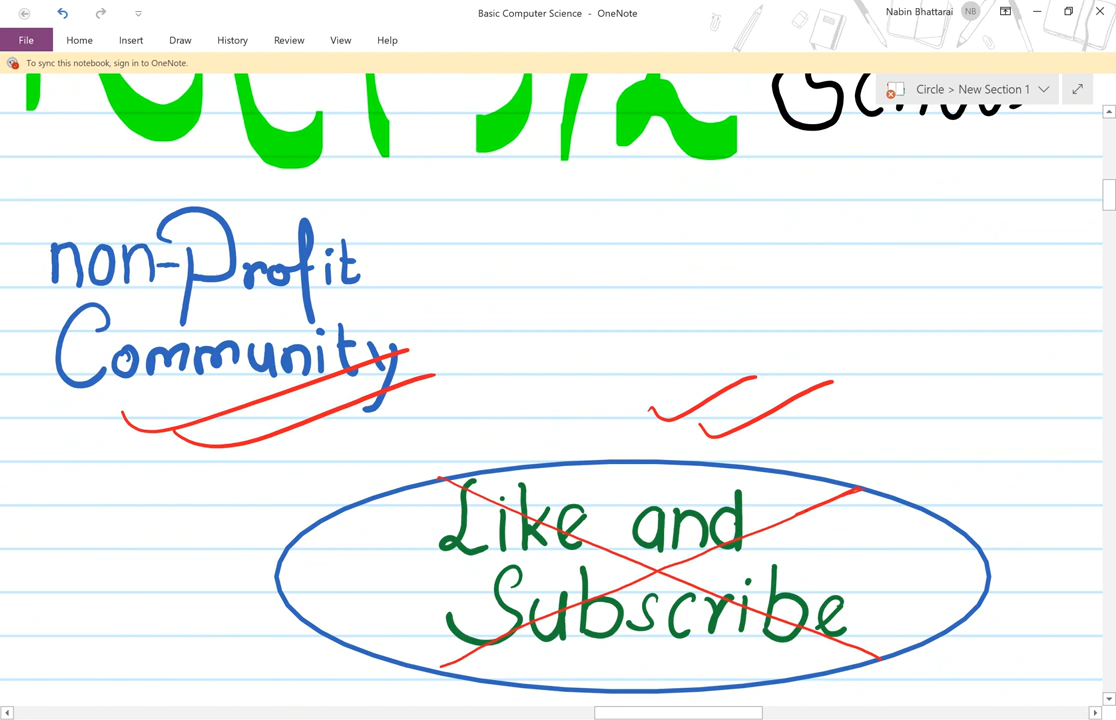 Basic Computer Science - OneNote
Nabin Bhattarai
NB
File Home Insert Draw History Review View Help
To sync this notebook, sign in to OneNote.
Circle > New Section 1
non-Profit
Community
Like and
Subscribe